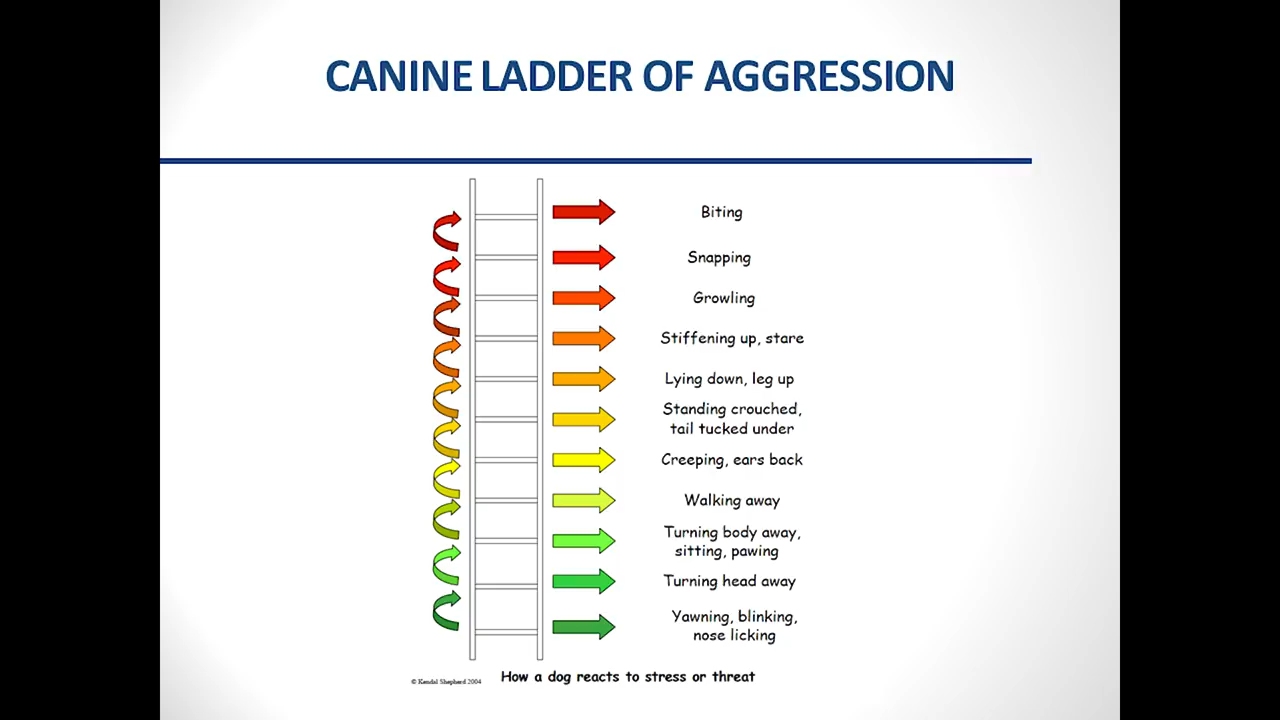 CANINE LADDER OF AGGRESSION
Biting
Snapping
Growling
Stiffening up, stare
Lying down, leg up
Standing crouched,
tail tucked under
Creeping, ears back
Walking away
Turning body away,
sitting, pawing
Turning head away
Yawning, blinking,
nose licking
© Kendal Shepherd 2004
How a dog reacts to stress or threat